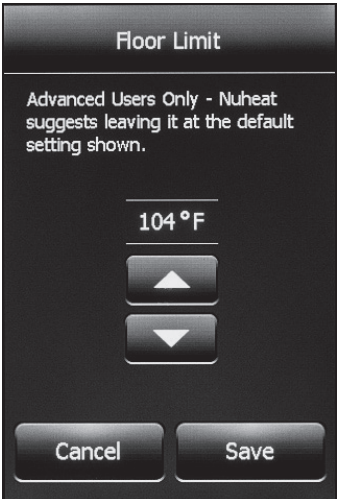 Floor Limit
Advanced Users Only - Nuheat
suggests leaving it at the default
setting shown.
104°F
Cancel
Save